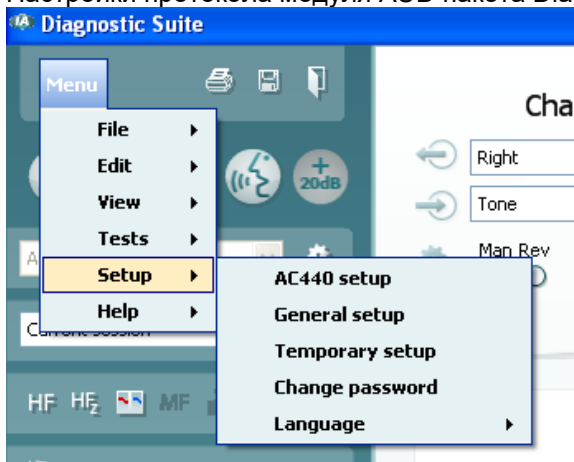 Diagnostic Suite
Menu
File
Edit
View
Tests
Setup
Help
AC440 setup
General setup
Temporary setup
Change password
Language
+
20dB
Cha
Right
Tone
Man Rev
HF HFz MF